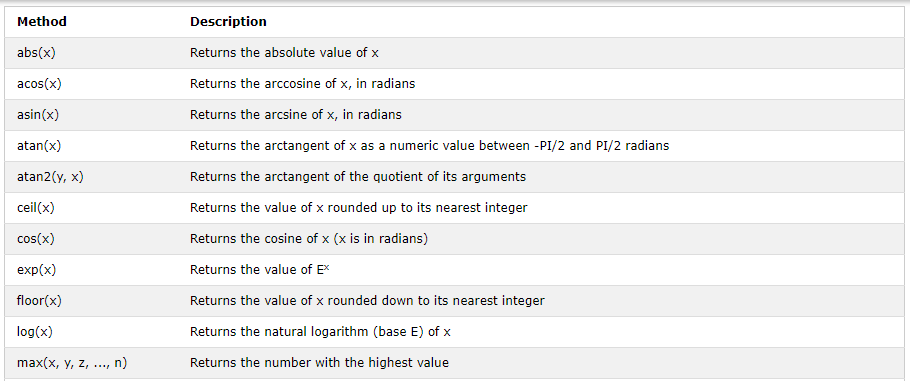 Method Description
abs(x) Returns the absolute value of x
acos(x) Returns the arccosine of x, in radians
asin(x) Returns the arcsine of x, in radians
atan(x) Returns the arctangent of x as a numeric value between -PI/2 and PI/2 radians
atan2(y, x) Returns the arctangent of the quotient of its arguments
ceil(x) Returns the value of x rounded up to its nearest integer
cos(x) Returns the cosine of x (x is in radians)
exp(x) Returns the value of Eˣ
floor(x) Returns the value of x rounded down to its nearest integer
log(x) Returns the natural logarithm (base E) of x
max(x, y, z, ..., n) Returns the number with the highest value